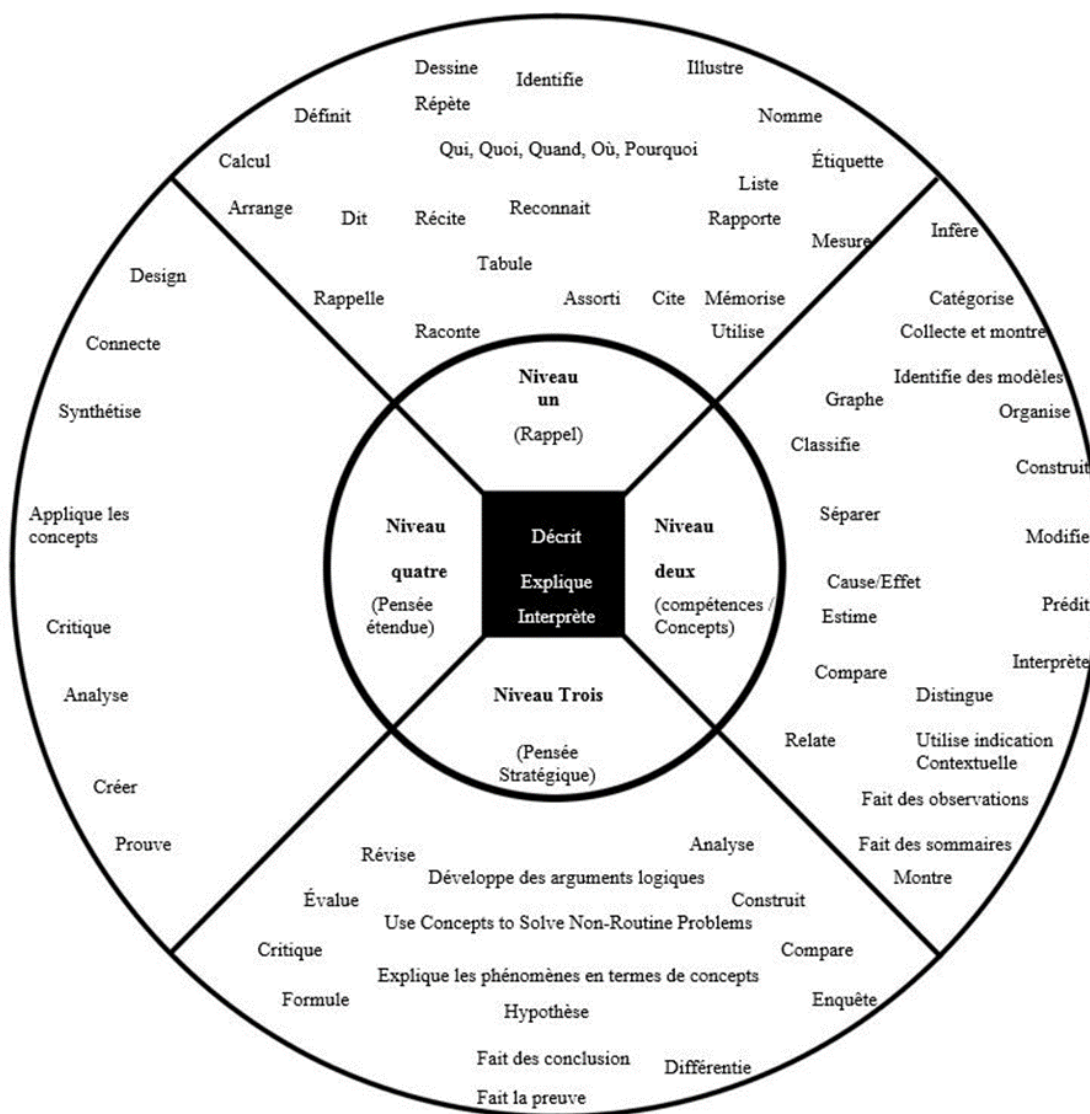 Dessine
Identifie
Illustre
Répète
Définit
Nomme
Qui, Quoi, Quand, Où, Pourquoi
Calcul
Étiquette
Liste
Arrange
Dit
Récite
Reconnait
Rapporte
Mesure
Tabule
Rappelle
Assorti
Cite
Mémorise
Raconte
Utilise
Infère
Catégorise
Collecte et montre
Identifie des modèles
Graphe
Organise
Classifie
Construit
Séparer
Modifie
Cause/Effet
Estime
Prédit
Compare
Interprète
Distingue
Relate
Utilise indication
Contextuelle
Fait des observations
Fait des sommaires
Montre
Design
Connecte
Synthétise
Applique les
concepts
Critique
Analyse
Créer
Prouve
Niveau
un
(Rappel)
Niveau
quatre
(Pensée
étendue)
Décrit
Explique
Interprète
Niveau
deux
(compétences /
Concepts)
Niveau Trois
(Pensée
Stratégique)
Révise
Analyse
Développe des arguments logiques
Évalue
Construit
Use Concepts to Solve Non-Routine Problems
Critique
Compare
Explique les phénomènes en termes de concepts
Formule
Hypothèse
Enquête
Fait des conclusion
Différentie
Fait la preuve